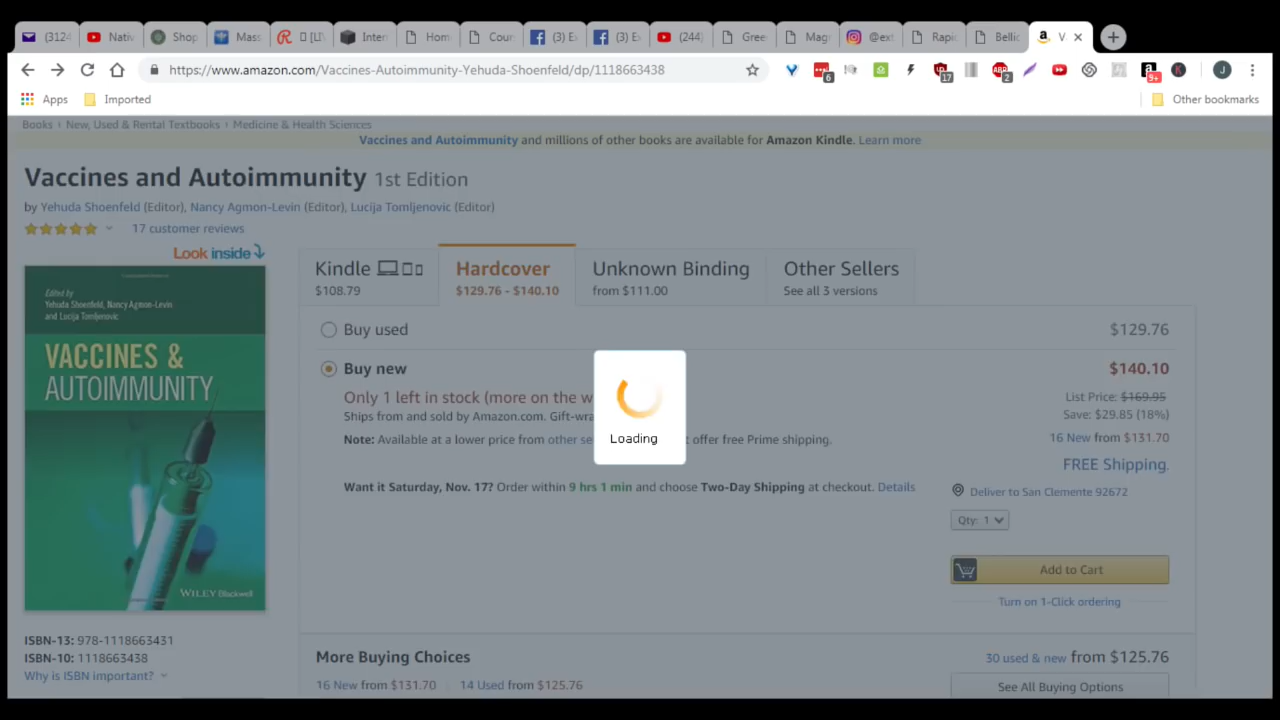 (3124
Nativ
Shop
Mass
[LIV
Inter
Hom
Cour
(3) E
(3) E
(244)
Gree
Magr
@ext
Rapid
Bellic
https://www.amazon.com/Vaccines-Autoimmunity-Yehuda-Shoenfeld/dp/1118663438
6
17
ABP
2
9+
K
J
Apps
Imported
Other bookmarks
Books › New, Used & Rental Textbooks › Medicine & Health Sciences
Vaccines and Autoimmunity and millions of other books are available for Amazon Kindle. Learn more
Vaccines and Autoimmunity 1st Edition
by Yehuda Shoenfeld (Editor), Nancy Agmon-Levin (Editor), Lucija Tomljenovic (Editor)
17 customer reviews
Look inside
Edited by
Yehuda Shoenfeld, Nancy Agmon-Levin
and Lucija Tomljenovic
VACCINES &
AUTOIMMUNITY
WILEY Blackwell
ISBN-13: 978-1118663431
ISBN-10: 1118663438
Why is ISBN important?
Kindle
$108.79
Hardcover
$129.76 - $140.10
Unknown Binding
from $111.00
Other Sellers
See all 3 versions
Buy used
$129.76
Buy new
$140.10
Only 1 left in stock (more on the w
List Price: $169.95
Ships from and sold by Amazon.com. Gift-wra
Save: $29.85 (18%)
Note: Available at a lower price from other se
t offer free Prime shipping.
16 New from $131.70
Loading
FREE Shipping.
Want it Saturday, Nov. 17? Order within 9 hrs 1 min and choose Two-Day Shipping at checkout. Details
Deliver to San Clemente 92672
Qty: 1
Add to Cart
Turn on 1-Click ordering
More Buying Choices
30 used & new from $125.76
16 New from $131.70
14 Used from $125.76
See All Buying Options